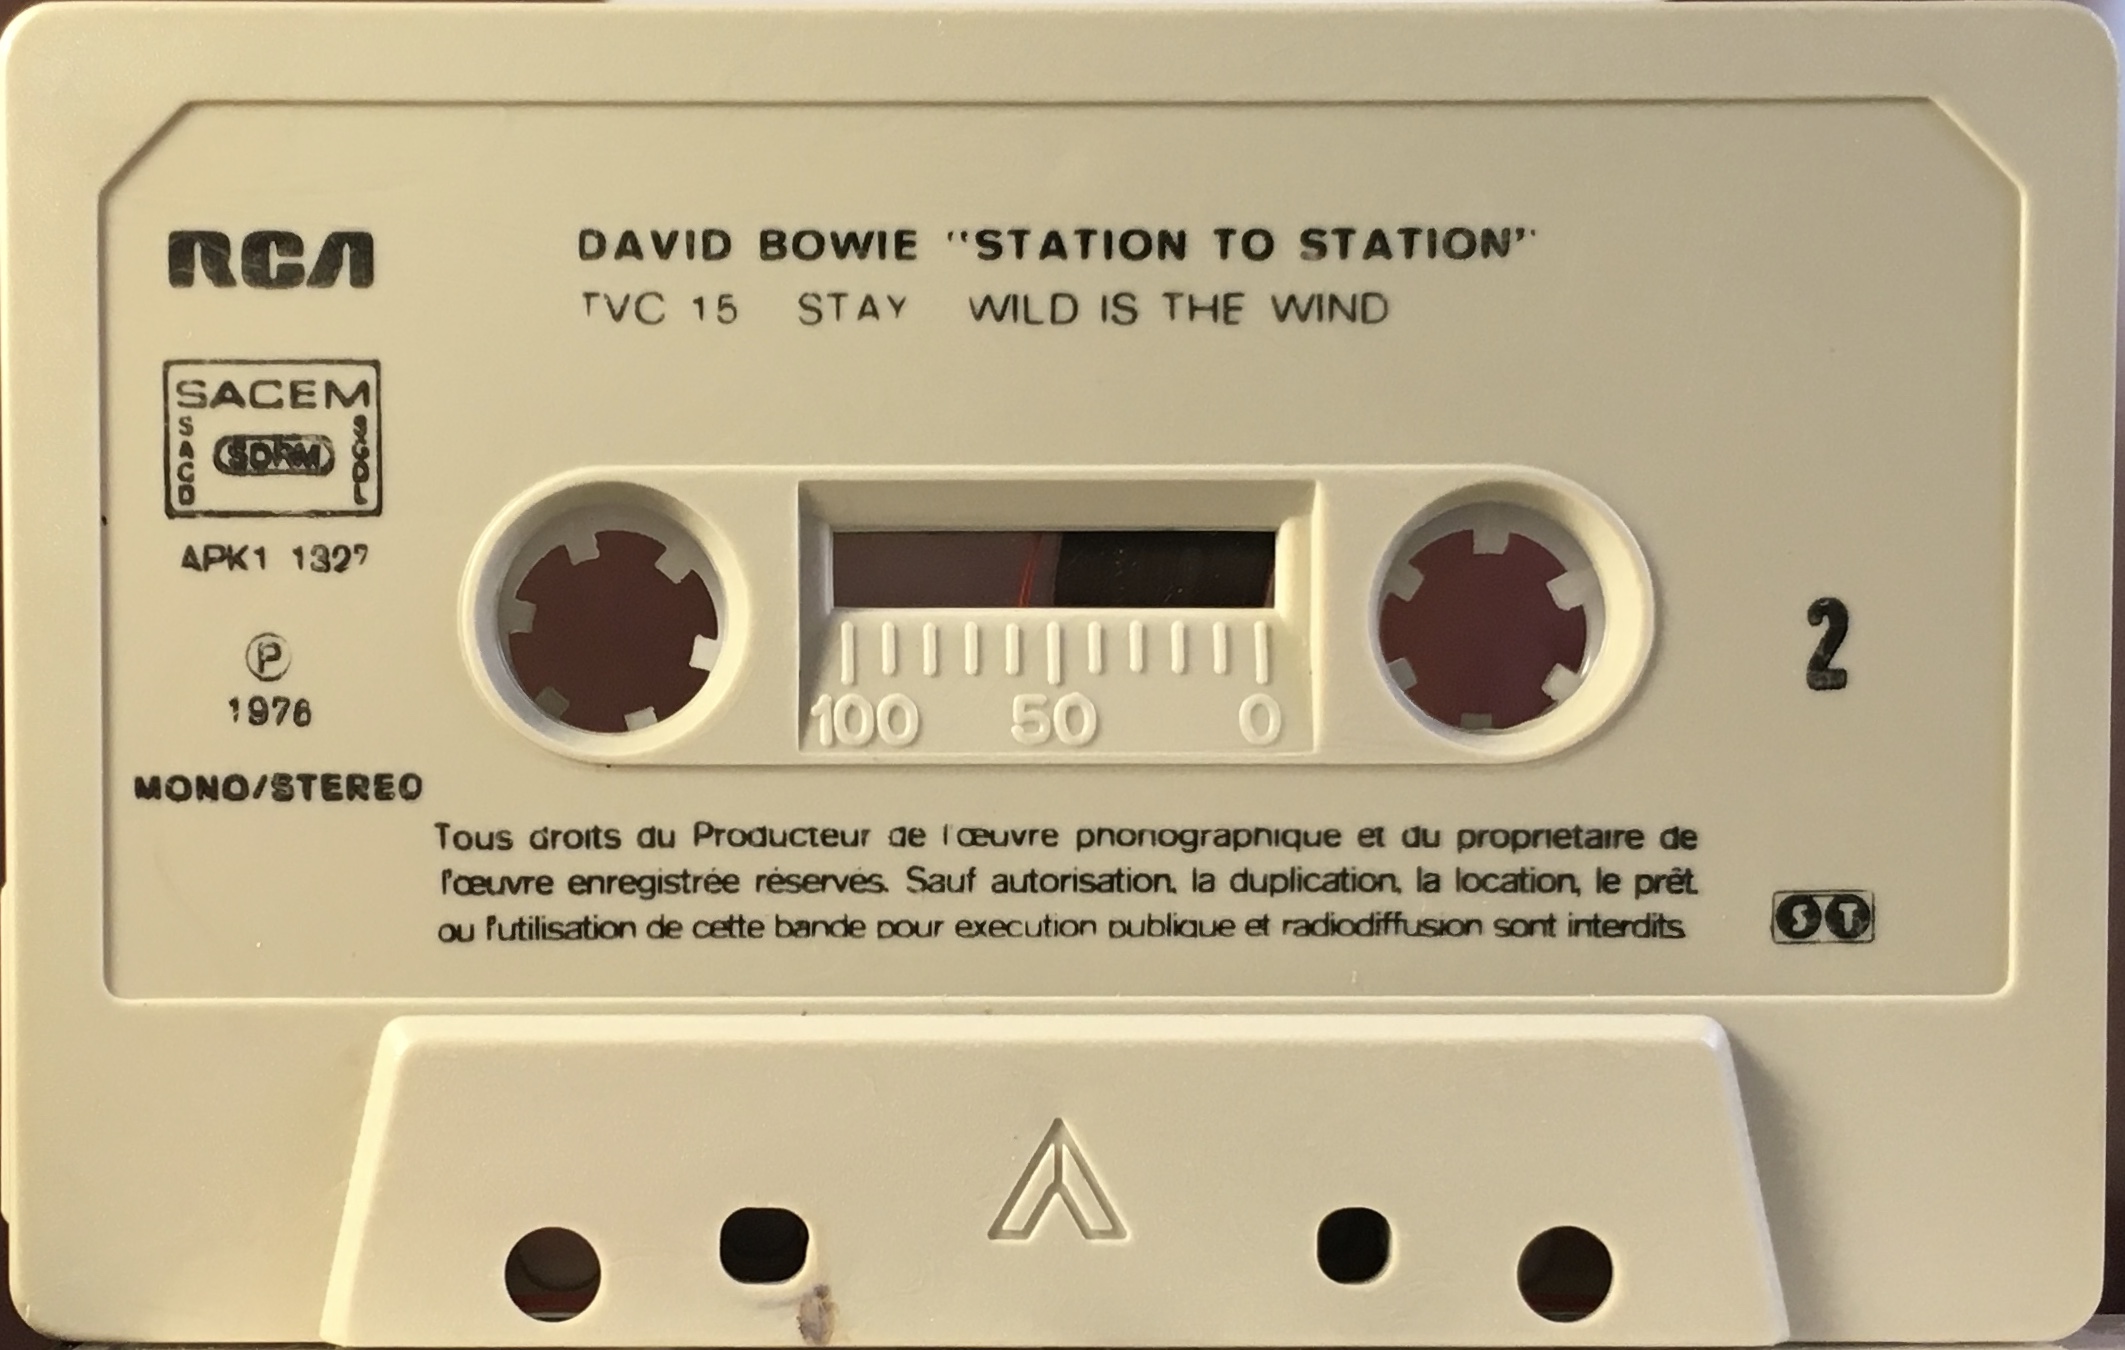 RCA
DAVID BOWIE "STATION TO STATION"
TVC 15 STAY WILD IS THE WIND
SACEM
SACD
SDRM
SGDL
APK1 1327
Ⓟ
1976
MONO/STEREO
100 50 0
2
Tous droits du Producteur de l'œuvre phonographique et du propriétaire de
l'œuvre enregistrée réservés. Sauf autorisation, la duplication, la location, le prêt
ou l'utilisation de cette bande pour execution publique et radiodiffusion sont interdits
ST